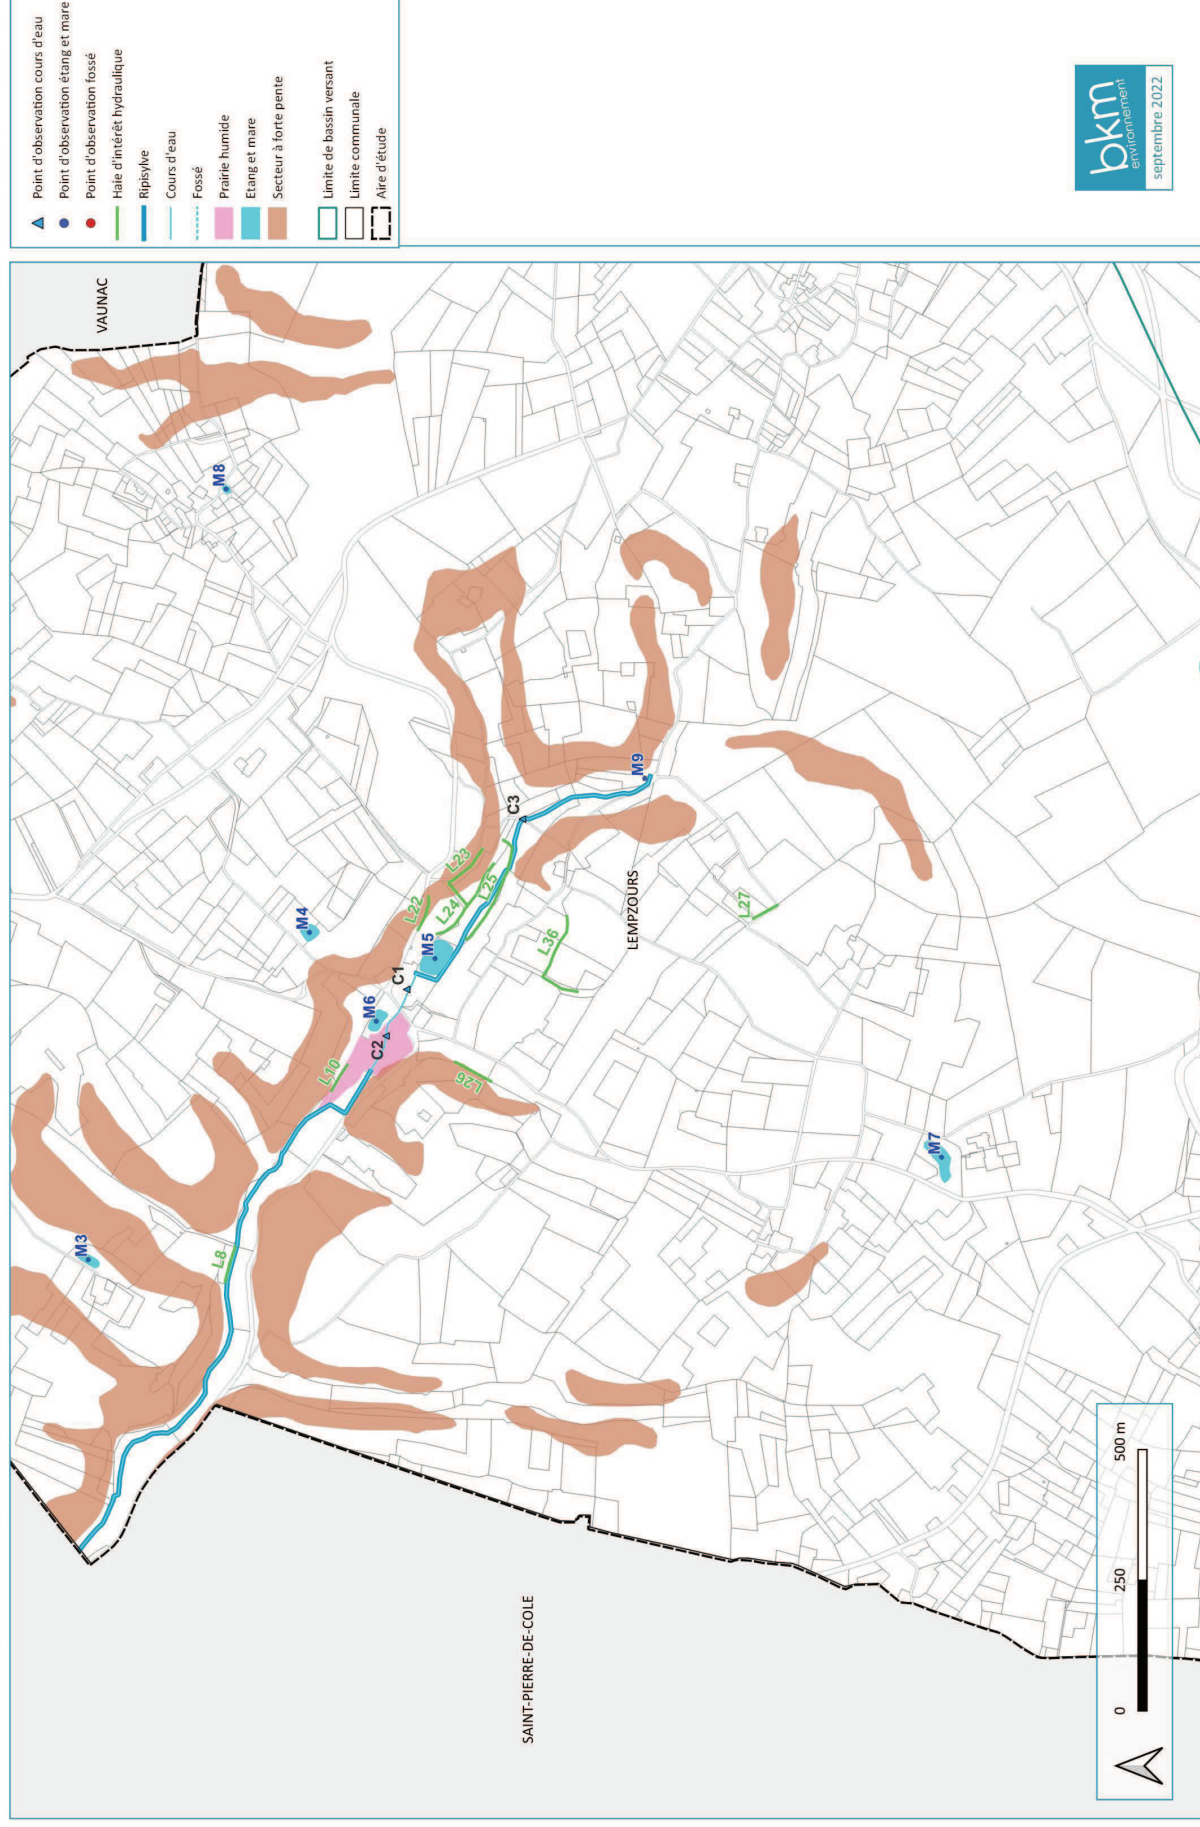 Point d'observation cours d'eau
Point d'observation étang et mare
Point d'observation fossé
Haie d'intérêt hydraulique
Ripisylve
Cours d'eau
Fossé
Prairie humide
Etang et mare
Secteur à forte pente
Limite de bassin versant
Limite communale
Aire d'étude
bkm
environnement
septembre 2022
VAUNAC
M8
M4
M3
M6
M5
C1
C2
C3
M9
L22
L23
L24
L25
L10
L26
L8
L36
L27
LEMPZOURS
M7
SAINT-PIERRE-DE-COLE
0
250
500 m